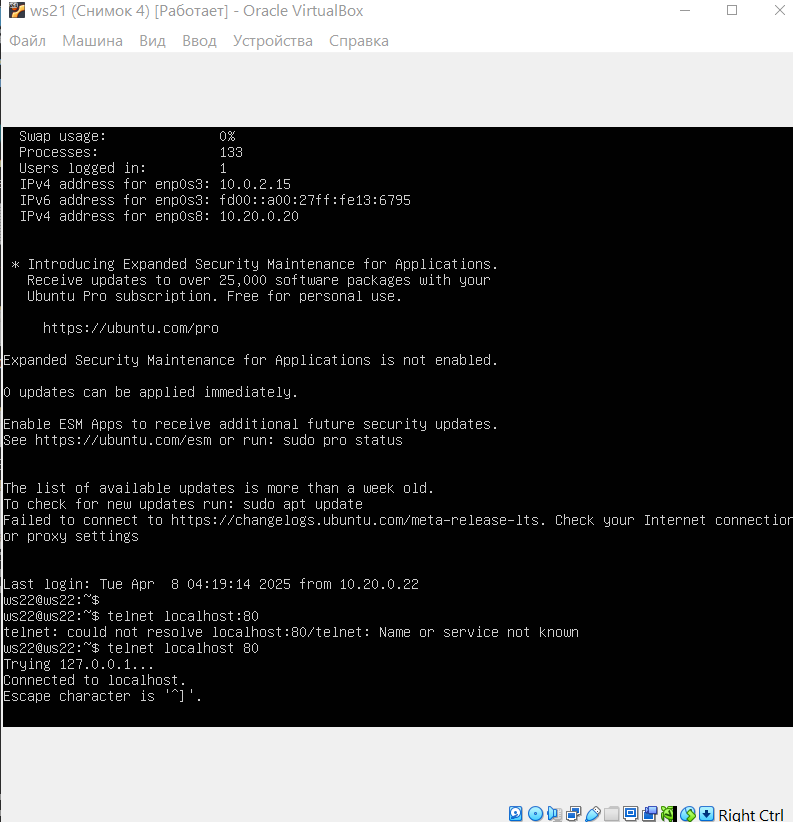 ws21 (Снимок 4) [Работает] - Oracle VirtualBox
Файл Машина Вид Ввод Устройства Справка
Swap usage: 0%
Processes: 133
Users logged in: 1
IPv4 address for enp0s3: 10.0.2.15
IPv6 address for enp0s3: fd00::a00:27ff:fe13:6795
IPv4 address for enp0s8: 10.20.0.20
* Introducing Expanded Security Maintenance for Applications.
Receive updates to over 25,000 software packages with your
Ubuntu Pro subscription. Free for personal use.
https://ubuntu.com/pro
Expanded Security Maintenance for Applications is not enabled.
0 updates can be applied immediately.
Enable ESM Apps to receive additional future security updates.
See https://ubuntu.com/esm or run: sudo pro status
The list of available updates is more than a week old.
To check for new updates run: sudo apt update
Failed to connect to https://changelogs.ubuntu.com/meta-release-lts. Check your Internet connection
or proxy settings
Last login: Tue Apr  8 04:19:14 2025 from 10.20.0.22
ws22@ws22:~$
ws22@ws22:~$ telnet localhost:80
telnet: could not resolve localhost:80/telnet: Name or service not known
ws22@ws22:~$ telnet localhost 80
Trying 127.0.0.1...
Connected to localhost.
Escape character is '^]'.
Right Ctrl